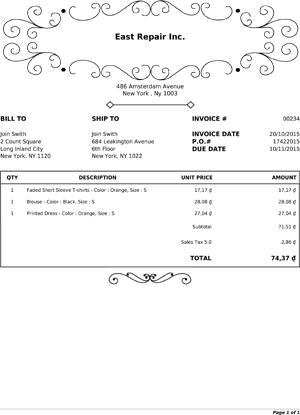 East Repair Inc.
486 Amsterdam Avenue
New York , Ny 1003
BILL TO SHIP TO INVOICE # 00234
Join Swith Join Swith INVOICE DATE 20/10/2015
2 Count Square 684 Leakington Avenue P.O.# 17422015
Long Inland City 6th Floor DUE DATE 10/11/2015
New York, NY 1120 New York, NY 1022
QTY DESCRIPTION UNIT PRICE AMOUNT
1 Faded Short Sleeve T-shirts - Color : Orange, Size : S 17,17 ₫ 17,17 ₫
1 Blouse - Color : Black, Size : S 28,08 ₫ 28,08 ₫
1 Printed Dress - Color : Orange, Size : S 27,04 ₫ 27,04 ₫
Subtotal 71,51 ₫
Sales Tax 5.0 2,86 ₫
TOTAL 74,37 ₫
Page 1 of 1